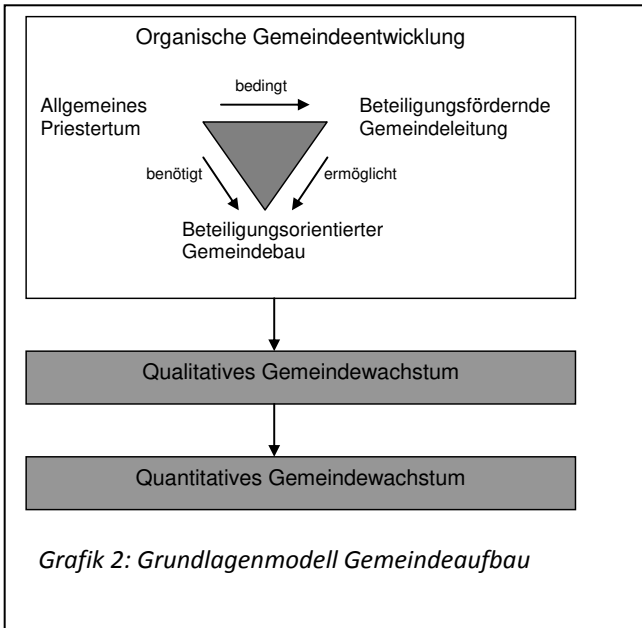 Organische Gemeindeentwicklung
bedingt
Allgemeines
Priestertum
Beteiligungsfördernde
Gemeindeleitung
benötigt
ermöglicht
Beteiligungsorientierter
Gemeindebau
Qualitatives Gemeindewachstum
Quantitatives Gemeindewachstum
Grafik 2: Grundlagenmodell Gemeindeaufbau